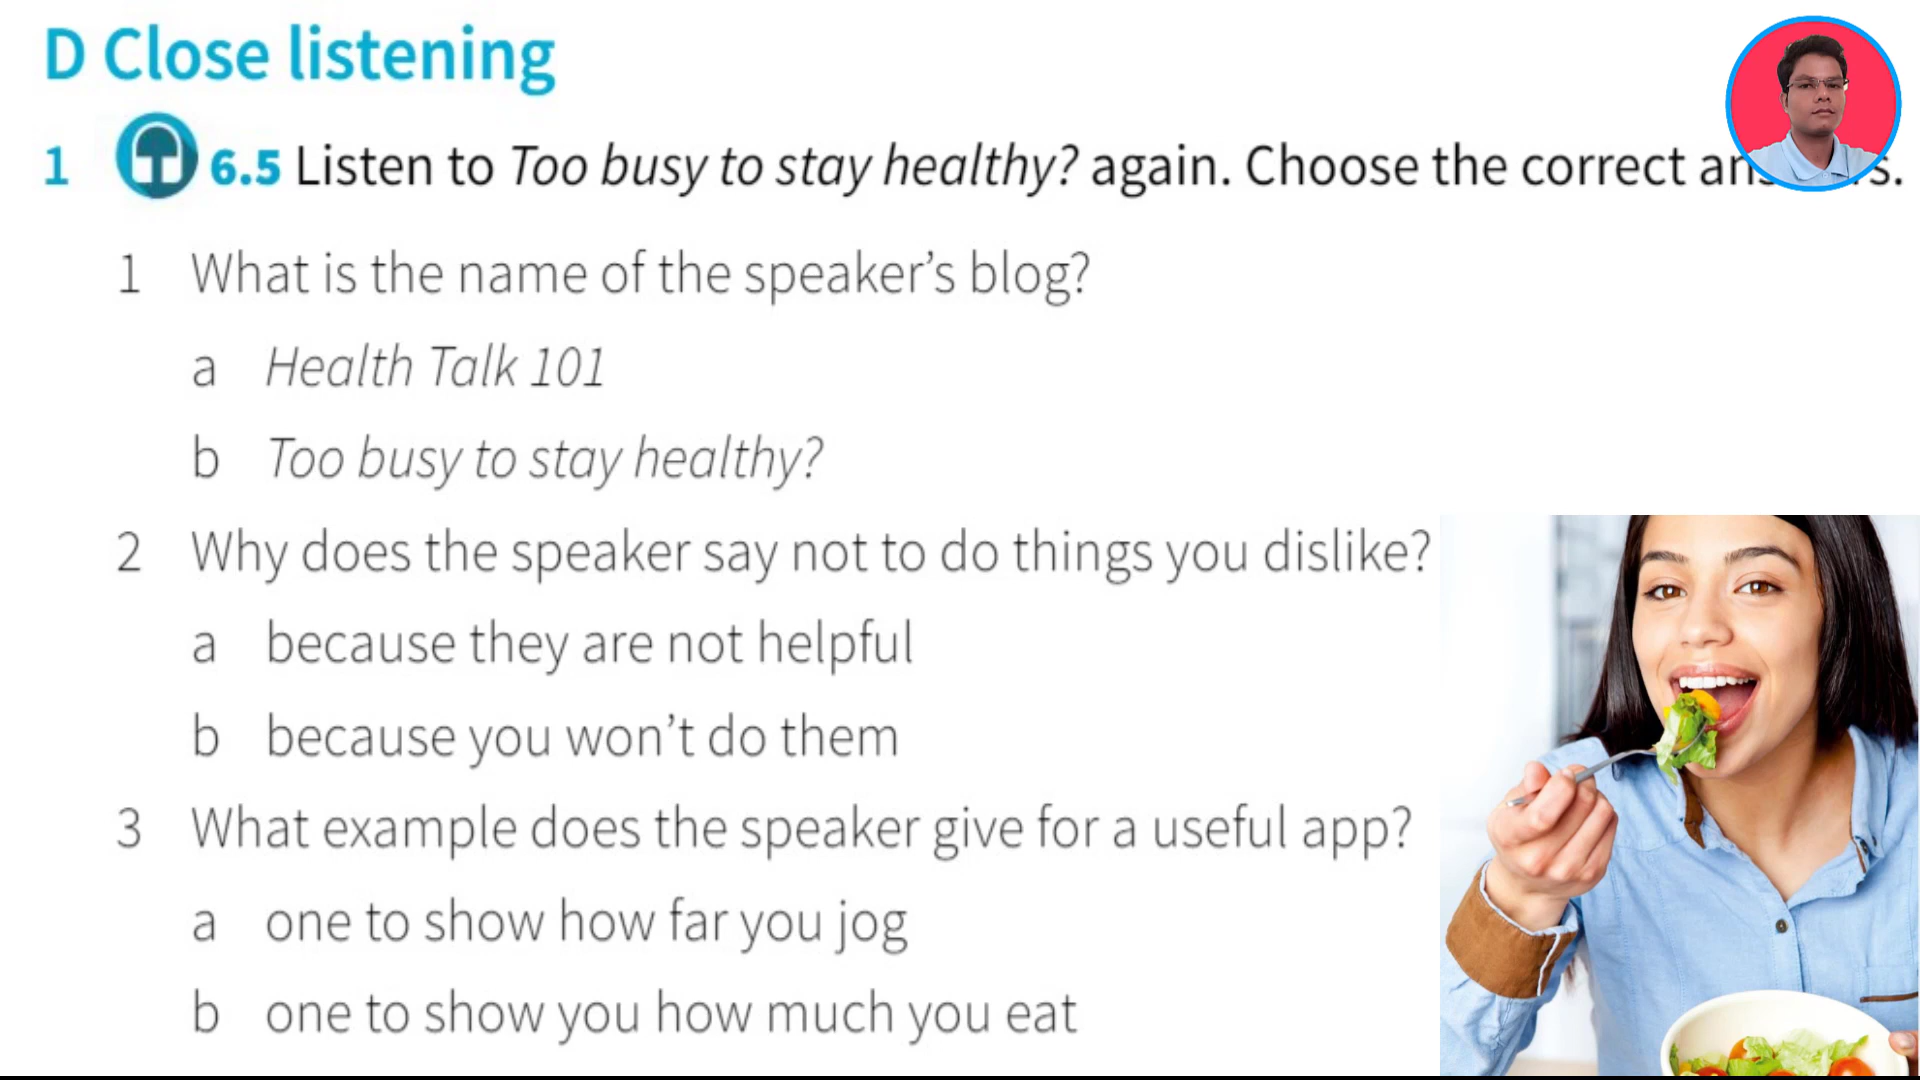 D Close listening
1 6.5 Listen to Too busy to stay healthy? again. Choose the correct
1 What is the name of the speaker's blog?
a Health Talk 101
b Too busy to stay healthy?
2 Why does the speaker say not to do things you dislike?
a because they are not helpful
b because you won't do them
3 What example does the speaker give for a useful app?
a one to show how far you jog
b one to show you how much you eat